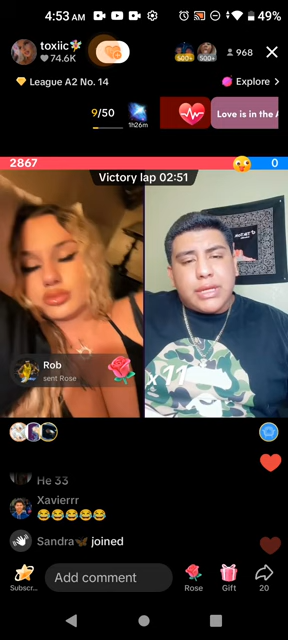 4:53 AM
49%
toxiic
74.6K
500+
500+
968
League A2 No. 14
Explore >
9/50
1h26m
Love is in the A
2867
0
Victory lap 02:51
Rob
sent Rose
He 33
Xavierrr
😂😂😂😂😂
Sandra🦋 joined
Subscr...
Add comment
Rose
Gift
20